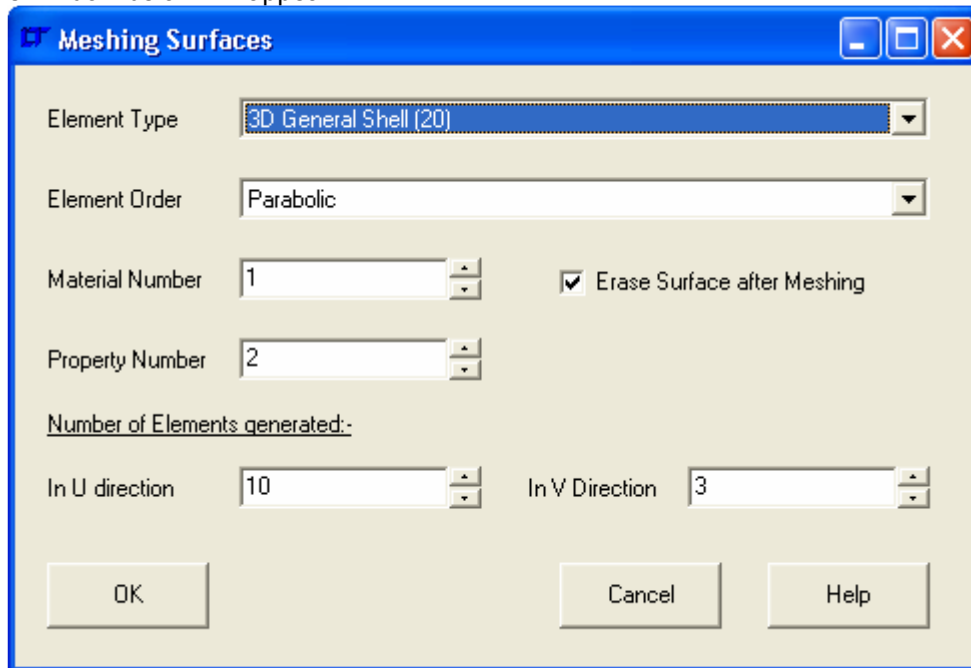 Meshing Surfaces
Element Type 3D General Shell (20)
Element Order Parabolic
Material Number 1 Erase Surface after Meshing
Property Number 2
Number of Elements generated:-
In U direction 10 In V Direction 3
OK Cancel Help